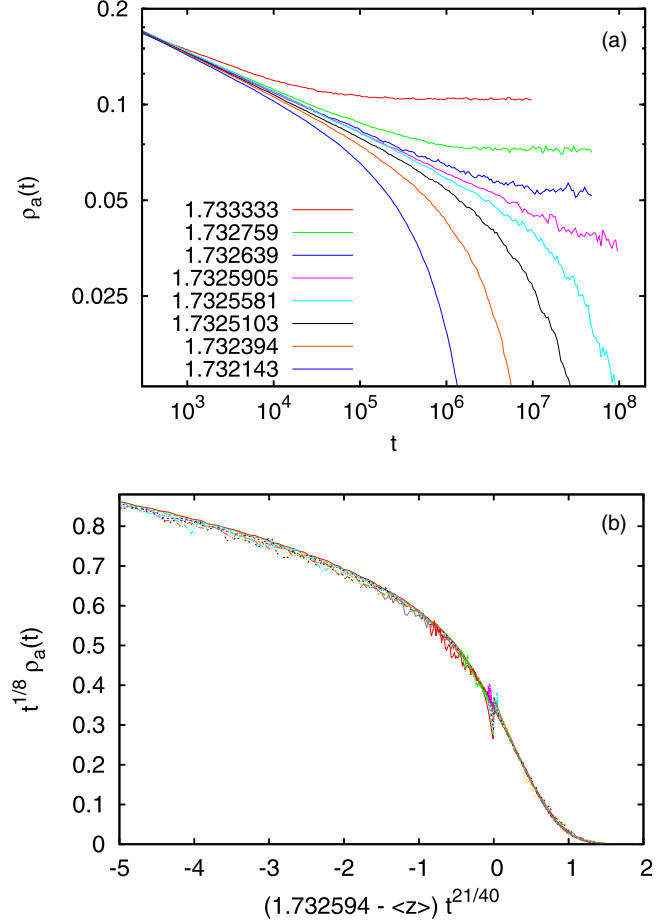 (a)
0.2
0.1
0.05
0.025
ρa(t)
1.733333
1.732759
1.732639
1.7325905
1.7325581
1.7325103
1.732394
1.732143
10³ 10⁴ 10⁵ 10⁶ 10⁷ 10⁸
t
(b)
0.8
0.7
0.6
0.5
0.4
0.3
0.2
0.1
0
t^1/8 ρa(t)
-5 -4 -3 -2 -1 0 1 2
(1.732594 - <z>) t^21/40